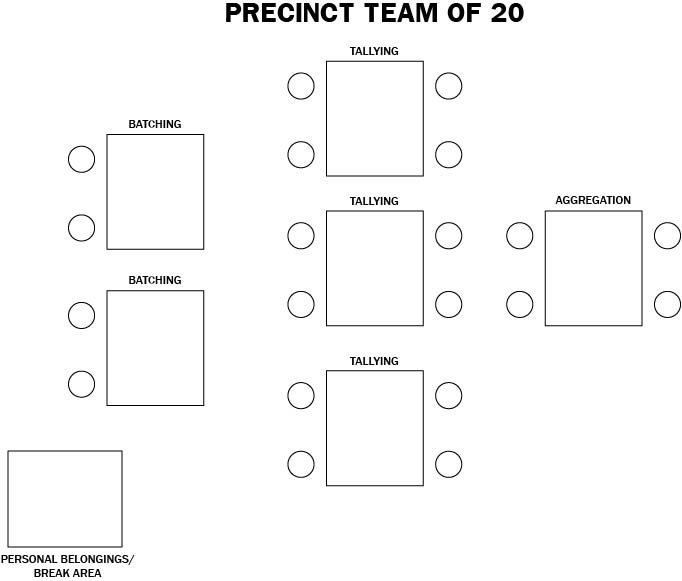 PRECINCT TEAM OF 20
TALLYING
BATCHING
TALLYING
AGGREGATION
BATCHING
TALLYING
PERSONAL BELONGINGS/
BREAK AREA